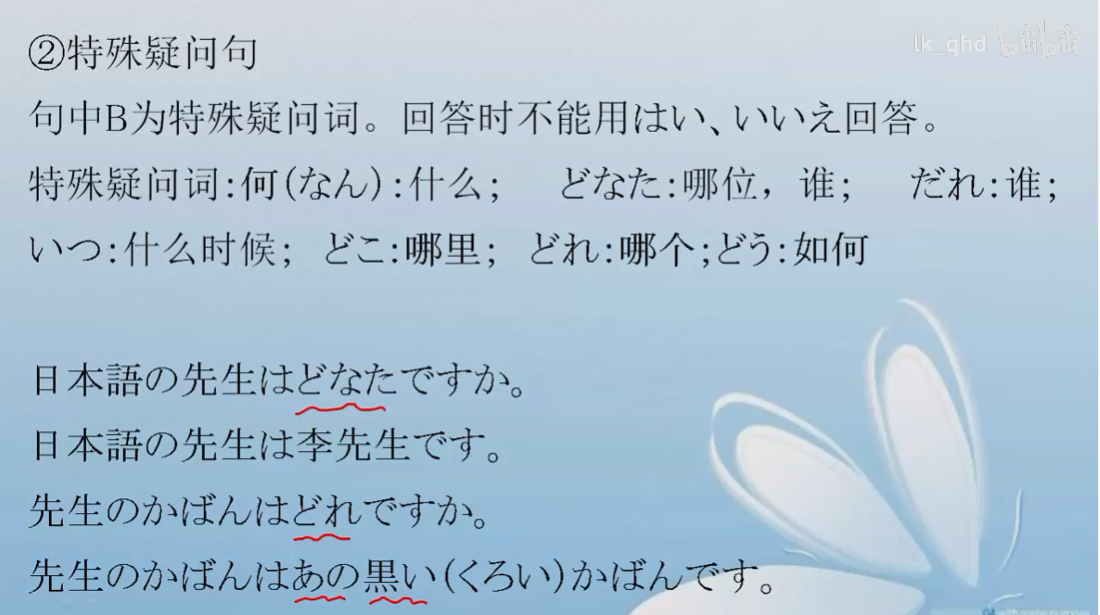 ②特殊疑问句
lk_qhd bilibili
句中B为特殊疑问词。回答时不能用はい、いいえ回答。
特殊疑问词:何(なん):什么; どなた:哪位，谁; だれ:谁;
いつ:什么时候; どこ:哪里; どれ:哪个;どう:如何
日本語の先生はどなたですか。
日本語の先生は李先生です。
先生のかばんはどれですか。
先生のかばんはあの黒い(くろい)かばんです。